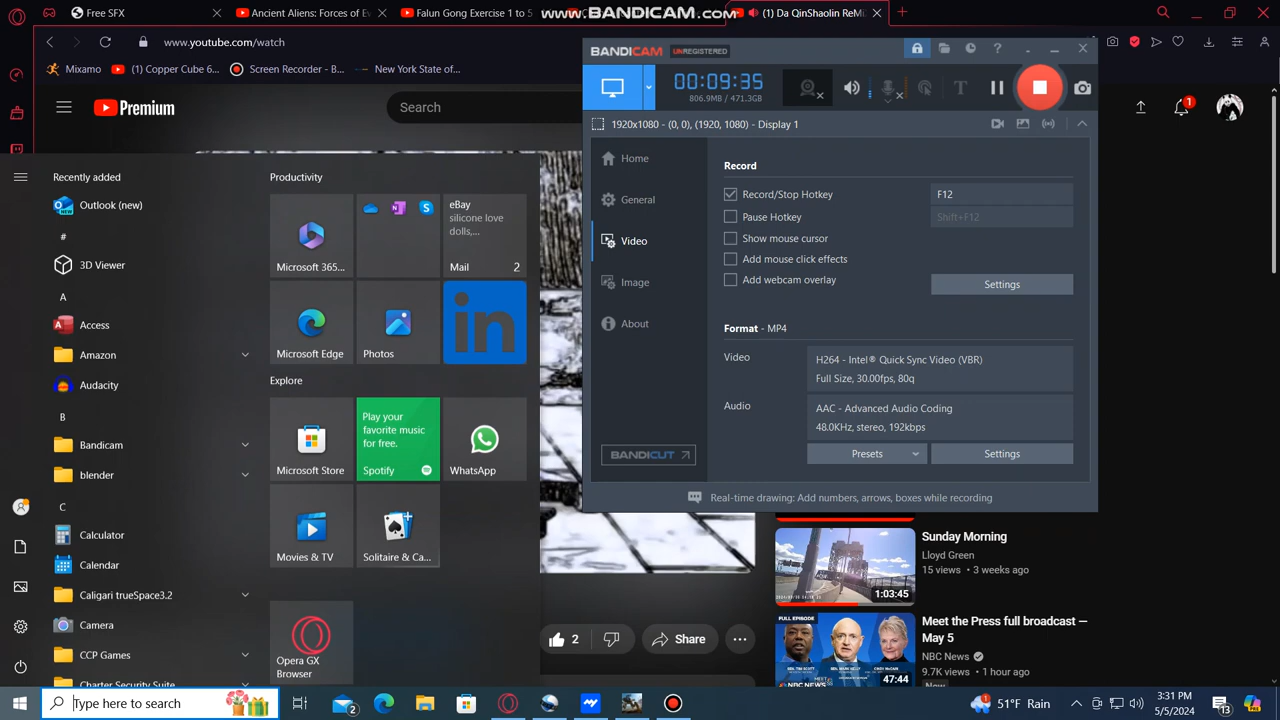 Free SFX
Ancient Aliens: Forces of Ev
Falun Gong Exercise 1 to 5
www.BANDICAM.com
(1) Da QinShaolin ReMi
www.youtube.com/watch
Mixamo
(1) Copper Cube 6...
Screen Recorder - B...
New York State of...
Premium
Search
1
BANDICAM
UNREGISTERED
00:09:35
806.9MB / 471.3GB
1920x1080 - (0, 0), (1920, 1080) - Display 1
Home
General
Video
Image
About
BANDICUT
Record
Record/Stop Hotkey
F12
Pause Hotkey
Shift+F12
Show mouse cursor
Add mouse click effects
Add webcam overlay
Settings
Format - MP4
Video
H264 - Intel® Quick Sync Video (VBR)
Full Size, 30.00fps, 80q
Audio
AAC - Advanced Audio Coding
48.0KHz, stereo, 192kbps
Presets
Settings
Real-time drawing: Add numbers, arrows, boxes while recording
Recently added
Outlook (new)
#
3D Viewer
A
Access
Amazon
Audacity
B
Bandicam
blender
C
Calculator
Calendar
Caligari trueSpace3.2
Camera
CCP Games
Charter Security Suite
Productivity
Microsoft 365...
eBay
silicone love
dolls,...
Mail
2
Microsoft Edge
Photos
in
Explore
Microsoft Store
Play your
favorite music
for free.
Spotify
WhatsApp
Movies & TV
Solitaire & Ca...
Opera GX
Browser
2
Share
Sunday Morning
Lloyd Green
15 views • 3 weeks ago
1:03:45
FULL EPISODE
Meet the Press full broadcast —
May 5
NBC News
9.7K views • 1 hour ago
47:44
Type here to search
2
51°F Rain
3:31 PM
5/5/2024
13